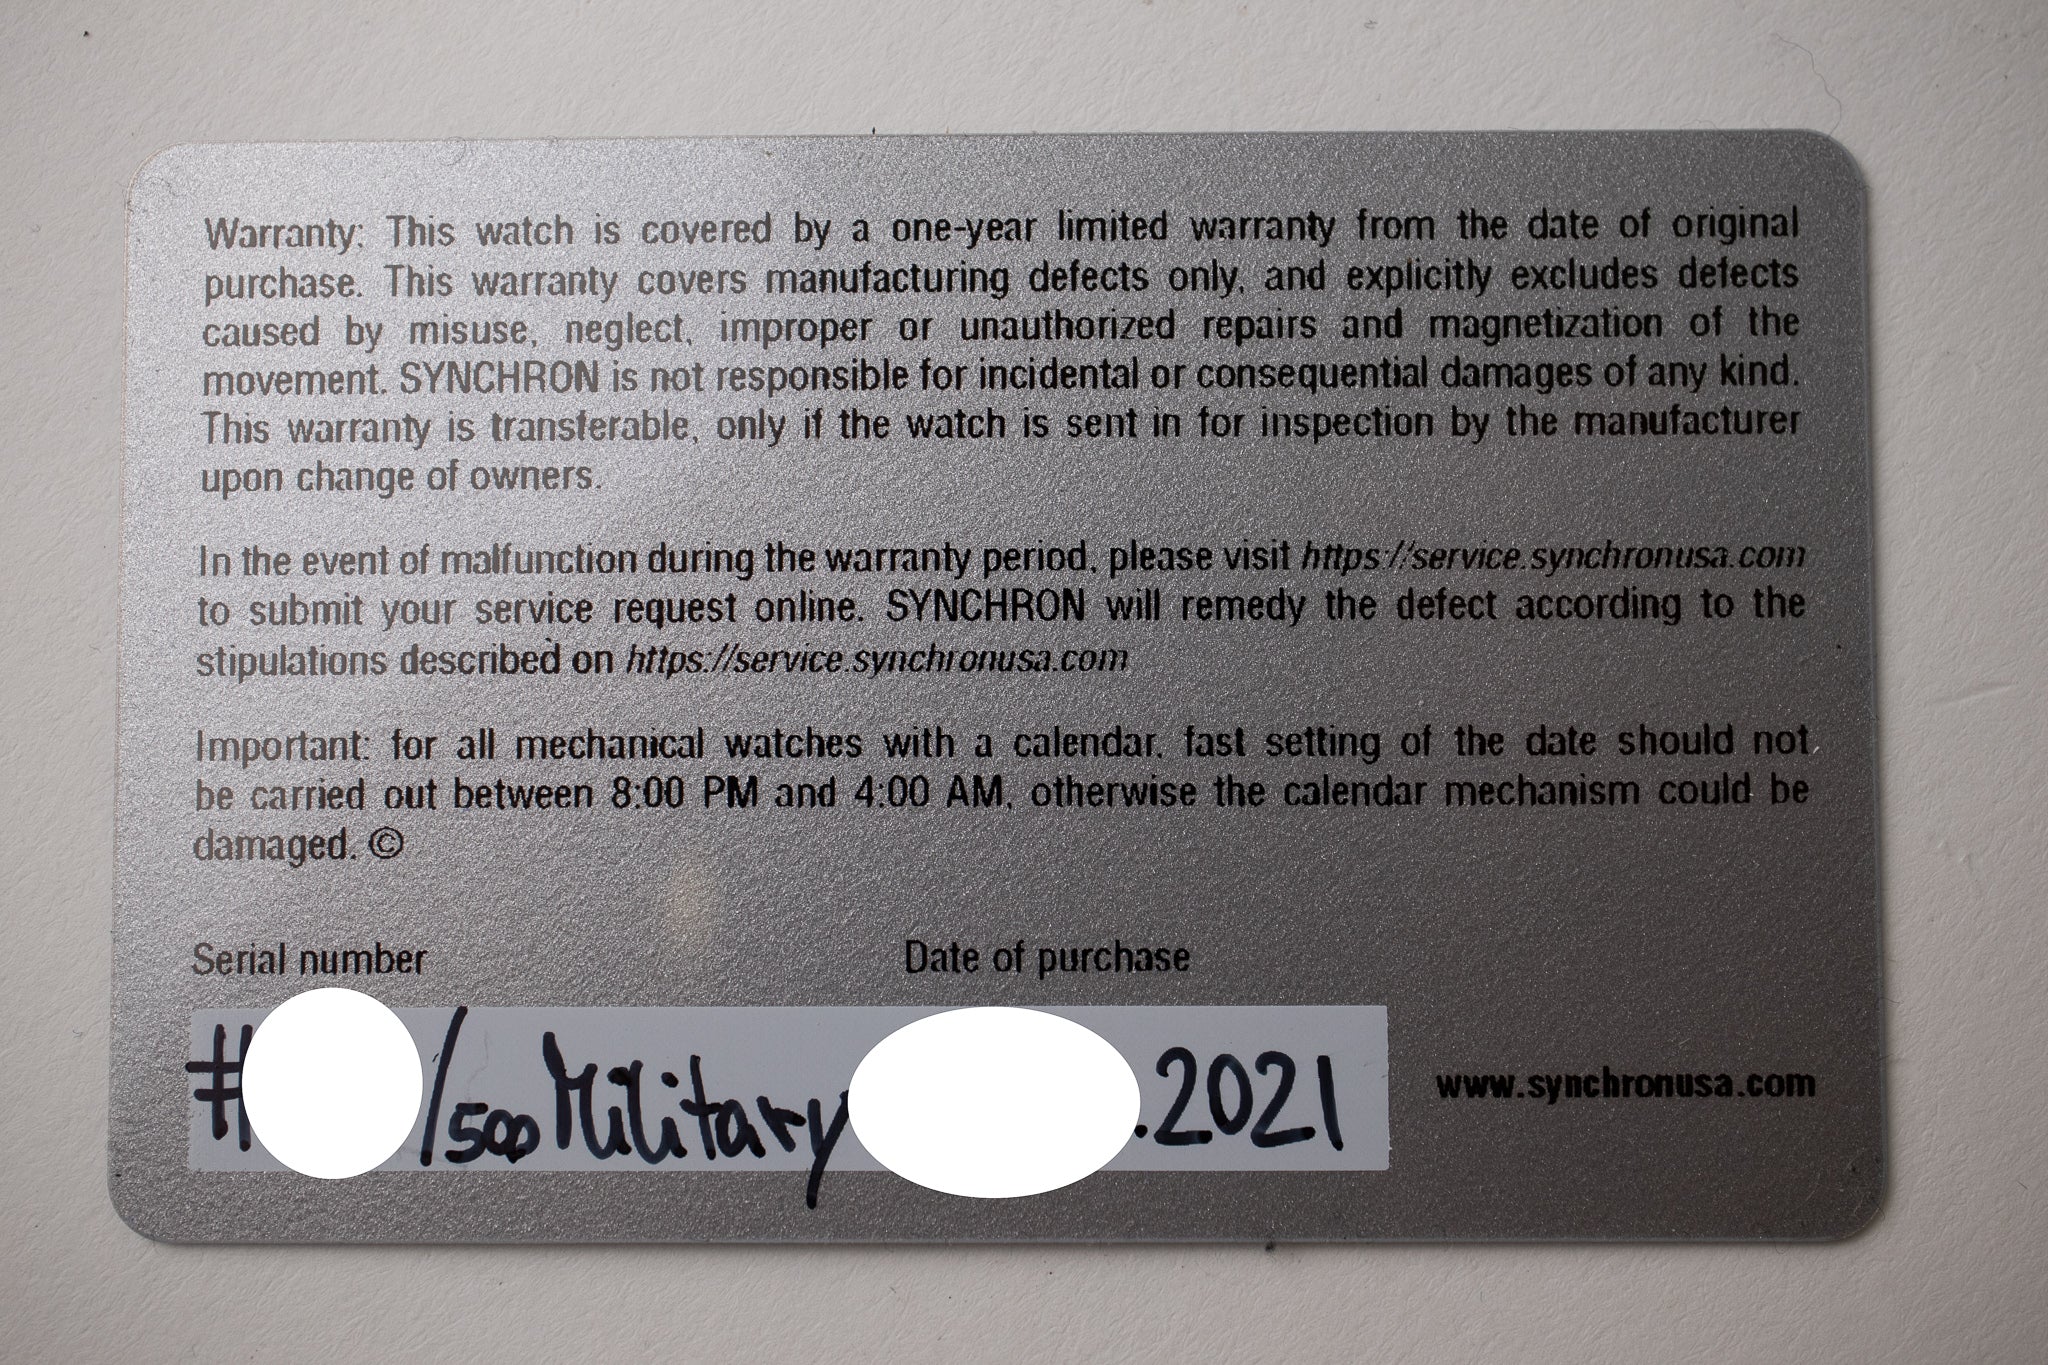 Warranty: This watch is covered by a one-year limited warranty from the date of original
purchase. This warranty covers manufacturing defects only, and explicitly excludes defects
caused by misuse, neglect, improper or unauthorized repairs and magnetization of the
movement. SYNCHRON is not responsible for incidental or consequential damages of any kind.
This warranty is transferable, only if the watch is sent in for inspection by the manufacturer
upon change of owners.
In the event of malfunction during the warranty period, please visit https://service.synchronusa.com
to submit your service request online. SYNCHRON will remedy the defect according to the
stipulations described on https://service.synchronusa.com
Important: for all mechanical watches with a calendar, fast setting of the date should not
be carried out between 8:00 PM and 4:00 AM, otherwise the calendar mechanism could be
damaged. ©
Serial number Date of purchase
# /500 Military .2021
www.synchronusa.com